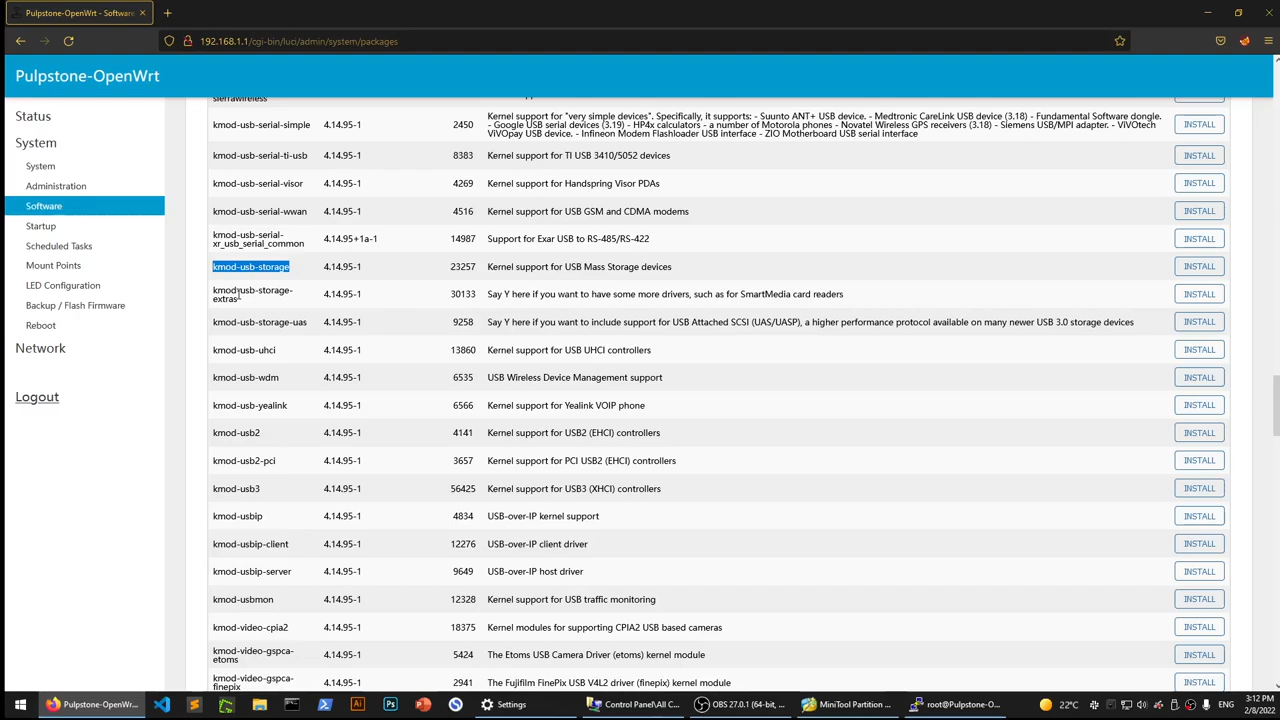 Pulpstone-OpenWrt - Software
192.168.1.1/cgi-bin/luci/admin/system/packages
Pulpstone-OpenWrt
Status
System
System
Administration
Software
Startup
Scheduled Tasks
Mount Points
LED Configuration
Backup / Flash Firmware
Reboot
Network
Logout
sierrawireless
kmod-usb-serial-simple 4.14.95-1 2450 Kernel support for "very simple devices". Specifically, it supports: - Suunto ANT+ USB device. - Medtronic CareLink USB device (3.18) - Fundamental Software dongle.
- Google USB serial devices (3.19) - HP4x calculators - a number of Motorola phones - Novatel Wireless GPS receivers (3.18) - Siemens USB/MPI adapter. - ViVOtech
ViVOpay USB device. - Infineon Modem Flashloader USB interface - ZIO Motherboard USB serial interface INSTALL
kmod-usb-serial-ti-usb 4.14.95-1 8383 Kernel support for TI USB 3410/5052 devices INSTALL
kmod-usb-serial-visor 4.14.95-1 4269 Kernel support for Handspring Visor PDAs INSTALL
kmod-usb-serial-wwan 4.14.95-1 4516 Kernel support for USB GSM and CDMA modems INSTALL
kmod-usb-serial-
xr_usb_serial_common 4.14.95+1a-1 14987 Support for Exar USB to RS-485/RS-422 INSTALL
kmod-usb-storage 4.14.95-1 23257 Kernel support for USB Mass Storage devices INSTALL
kmod-usb-storage-
extras 4.14.95-1 30133 Say Y here if you want to have some more drivers, such as for SmartMedia card readers INSTALL
kmod-usb-storage-uas 4.14.95-1 9258 Say Y here if you want to include support for USB Attached SCSI (UAS/UASP), a higher performance protocol available on many newer USB 3.0 storage devices INSTALL
kmod-usb-uhci 4.14.95-1 13860 Kernel support for USB UHCI controllers INSTALL
kmod-usb-wdm 4.14.95-1 6535 USB Wireless Device Management support INSTALL
kmod-usb-yealink 4.14.95-1 6566 Kernel support for Yealink VOIP phone INSTALL
kmod-usb2 4.14.95-1 4141 Kernel support for USB2 (EHCI) controllers INSTALL
kmod-usb2-pci 4.14.95-1 3657 Kernel support for PCI USB2 (EHCI) controllers INSTALL
kmod-usb3 4.14.95-1 56425 Kernel support for USB3 (XHCI) controllers INSTALL
kmod-usbip 4.14.95-1 4834 USB-over-IP kernel support INSTALL
kmod-usbip-client 4.14.95-1 12276 USB-over-IP client driver INSTALL
kmod-usbip-server 4.14.95-1 9649 USB-over-IP host driver INSTALL
kmod-usbmon 4.14.95-1 12328 Kernel support for USB traffic monitoring INSTALL
kmod-video-cpia2 4.14.95-1 18375 Kernel modules for supporting CPIA2 USB based cameras INSTALL
kmod-video-gspca-
etoms 4.14.95-1 5424 The Etoms USB Camera Driver (etoms) kernel module INSTALL
kmod-video-gspca-
finepix 4.14.95-1 2941 The Fujifilm FinePix USB V4L2 driver (finepix) kernel module INSTALL
Pulpstone-OpenWr... Settings Control Panel\All C... OBS 27.0.1 (64-bit, ... MiniTool Partition ... root@Pulpstone-O... 22°C ENG 3:12 PM
2/8/2022